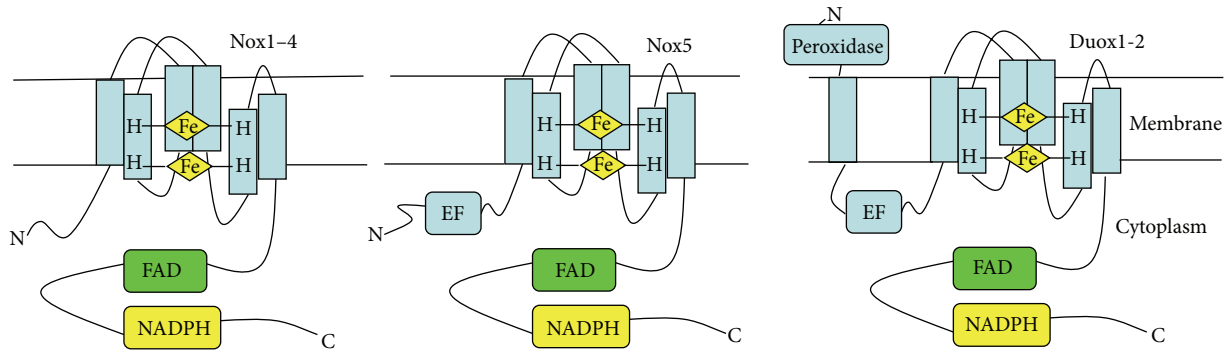 Nox1–4
H
Fe
H
H
Fe
H
N
FAD
NADPH
C
Nox5
H
Fe
H
H
Fe
H
N
EF
FAD
NADPH
C
N
Peroxidase
Duox1-2
H
Fe
H
Membrane
H
Fe
H
EF
Cytoplasm
FAD
NADPH
C